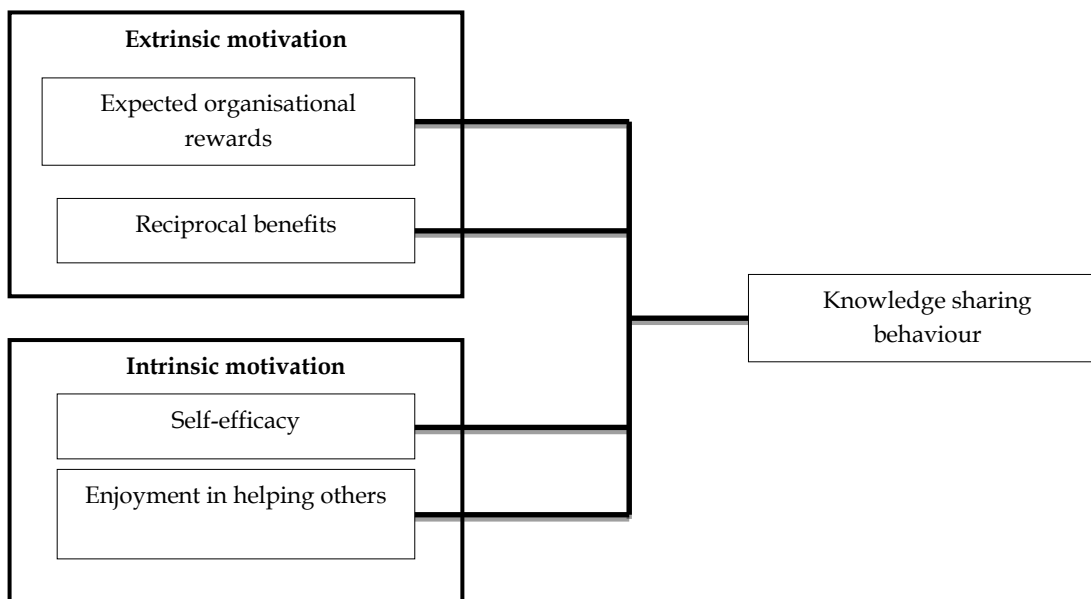 Extrinsic motivation
Expected organisational
rewards
Reciprocal benefits
Knowledge sharing
behaviour
Intrinsic motivation
Self-efficacy
Enjoyment in helping others